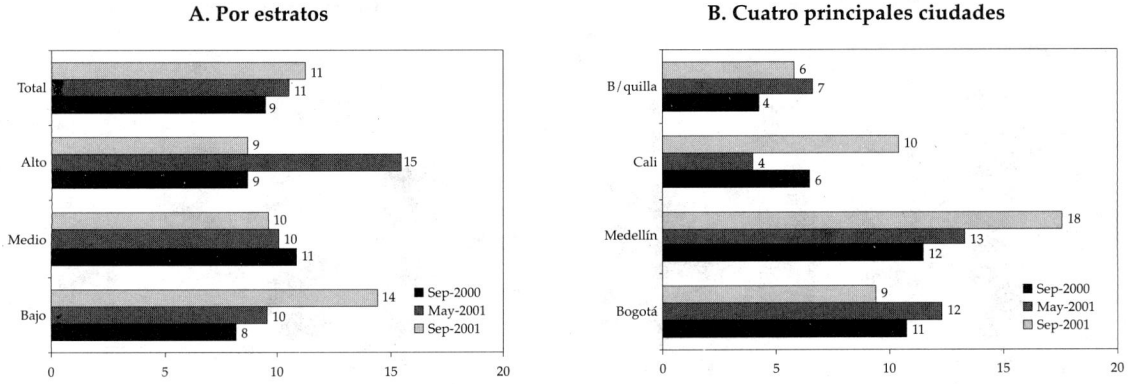 A. Por estratos
Total
11
11
9
Alto
9
15
9
Medio
10
10
11
Bajo
14
10
8
Sep-2000
May-2001
Sep-2001
0 5 10 15 20
B. Cuatro principales ciudades
B/quilla
6
7
4
Cali
10
4
6
Medellín
18
13
12
Bogotá
9
12
11
Sep-2000
May-2001
Sep-2001
0 5 10 15 20